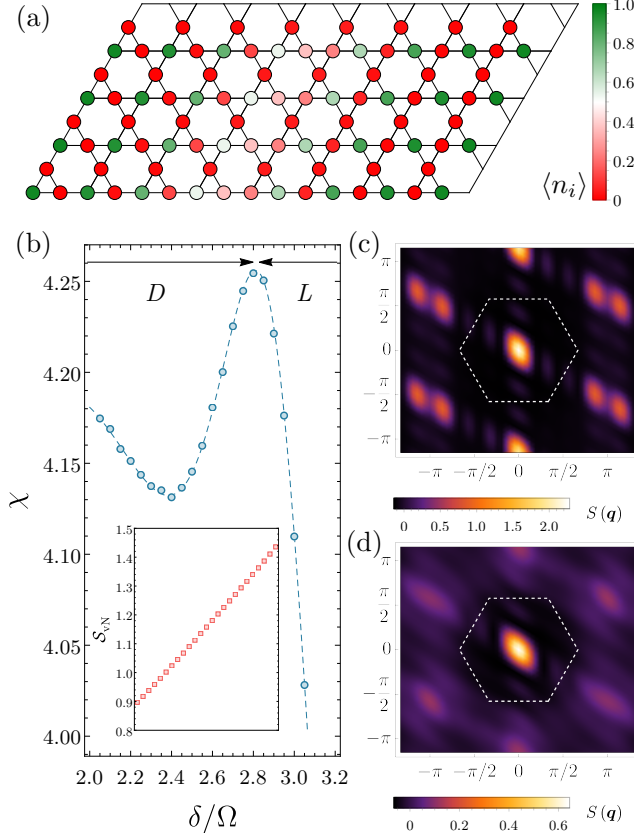 (a)
1.0
0.8
0.6
0.4
0.2
0
⟨n_i⟩
(b)
4.25
4.20
4.15
4.10
4.05
4.00
χ
D
L
1.5
1.4
1.3
1.2
1.1
1.0
0.9
0.8
S_vN
2.0 2.2 2.4 2.6 2.8 3.0 3.2
δ/Ω
(c)
π
π/2
0
−π/2
−π
−π −π/2 0 π/2 π
0 0.5 1.0 1.5 2.0 S(q)
(d)
π
π/2
0
−π/2
−π
−π −π/2 0 π/2 π
0 0.2 0.4 0.6 S(q)